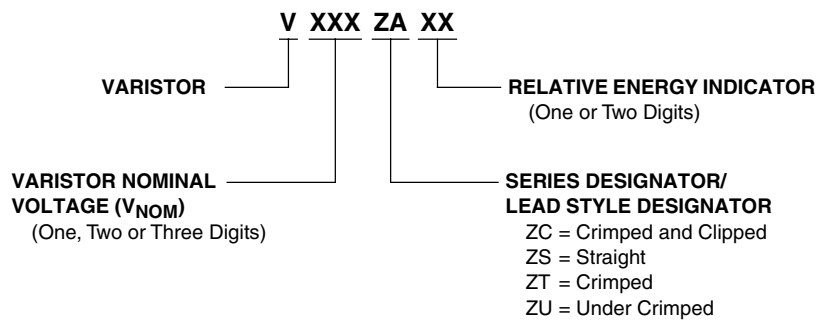 V XXX ZA XX
VARISTOR
RELATIVE ENERGY INDICATOR
(One or Two Digits)
VARISTOR NOMINAL
VOLTAGE (VNOM)
(One, Two or Three Digits)
SERIES DESIGNATOR/
LEAD STYLE DESIGNATOR
ZC = Crimped and Clipped
ZS = Straight
ZT = Crimped
ZU = Under Crimped